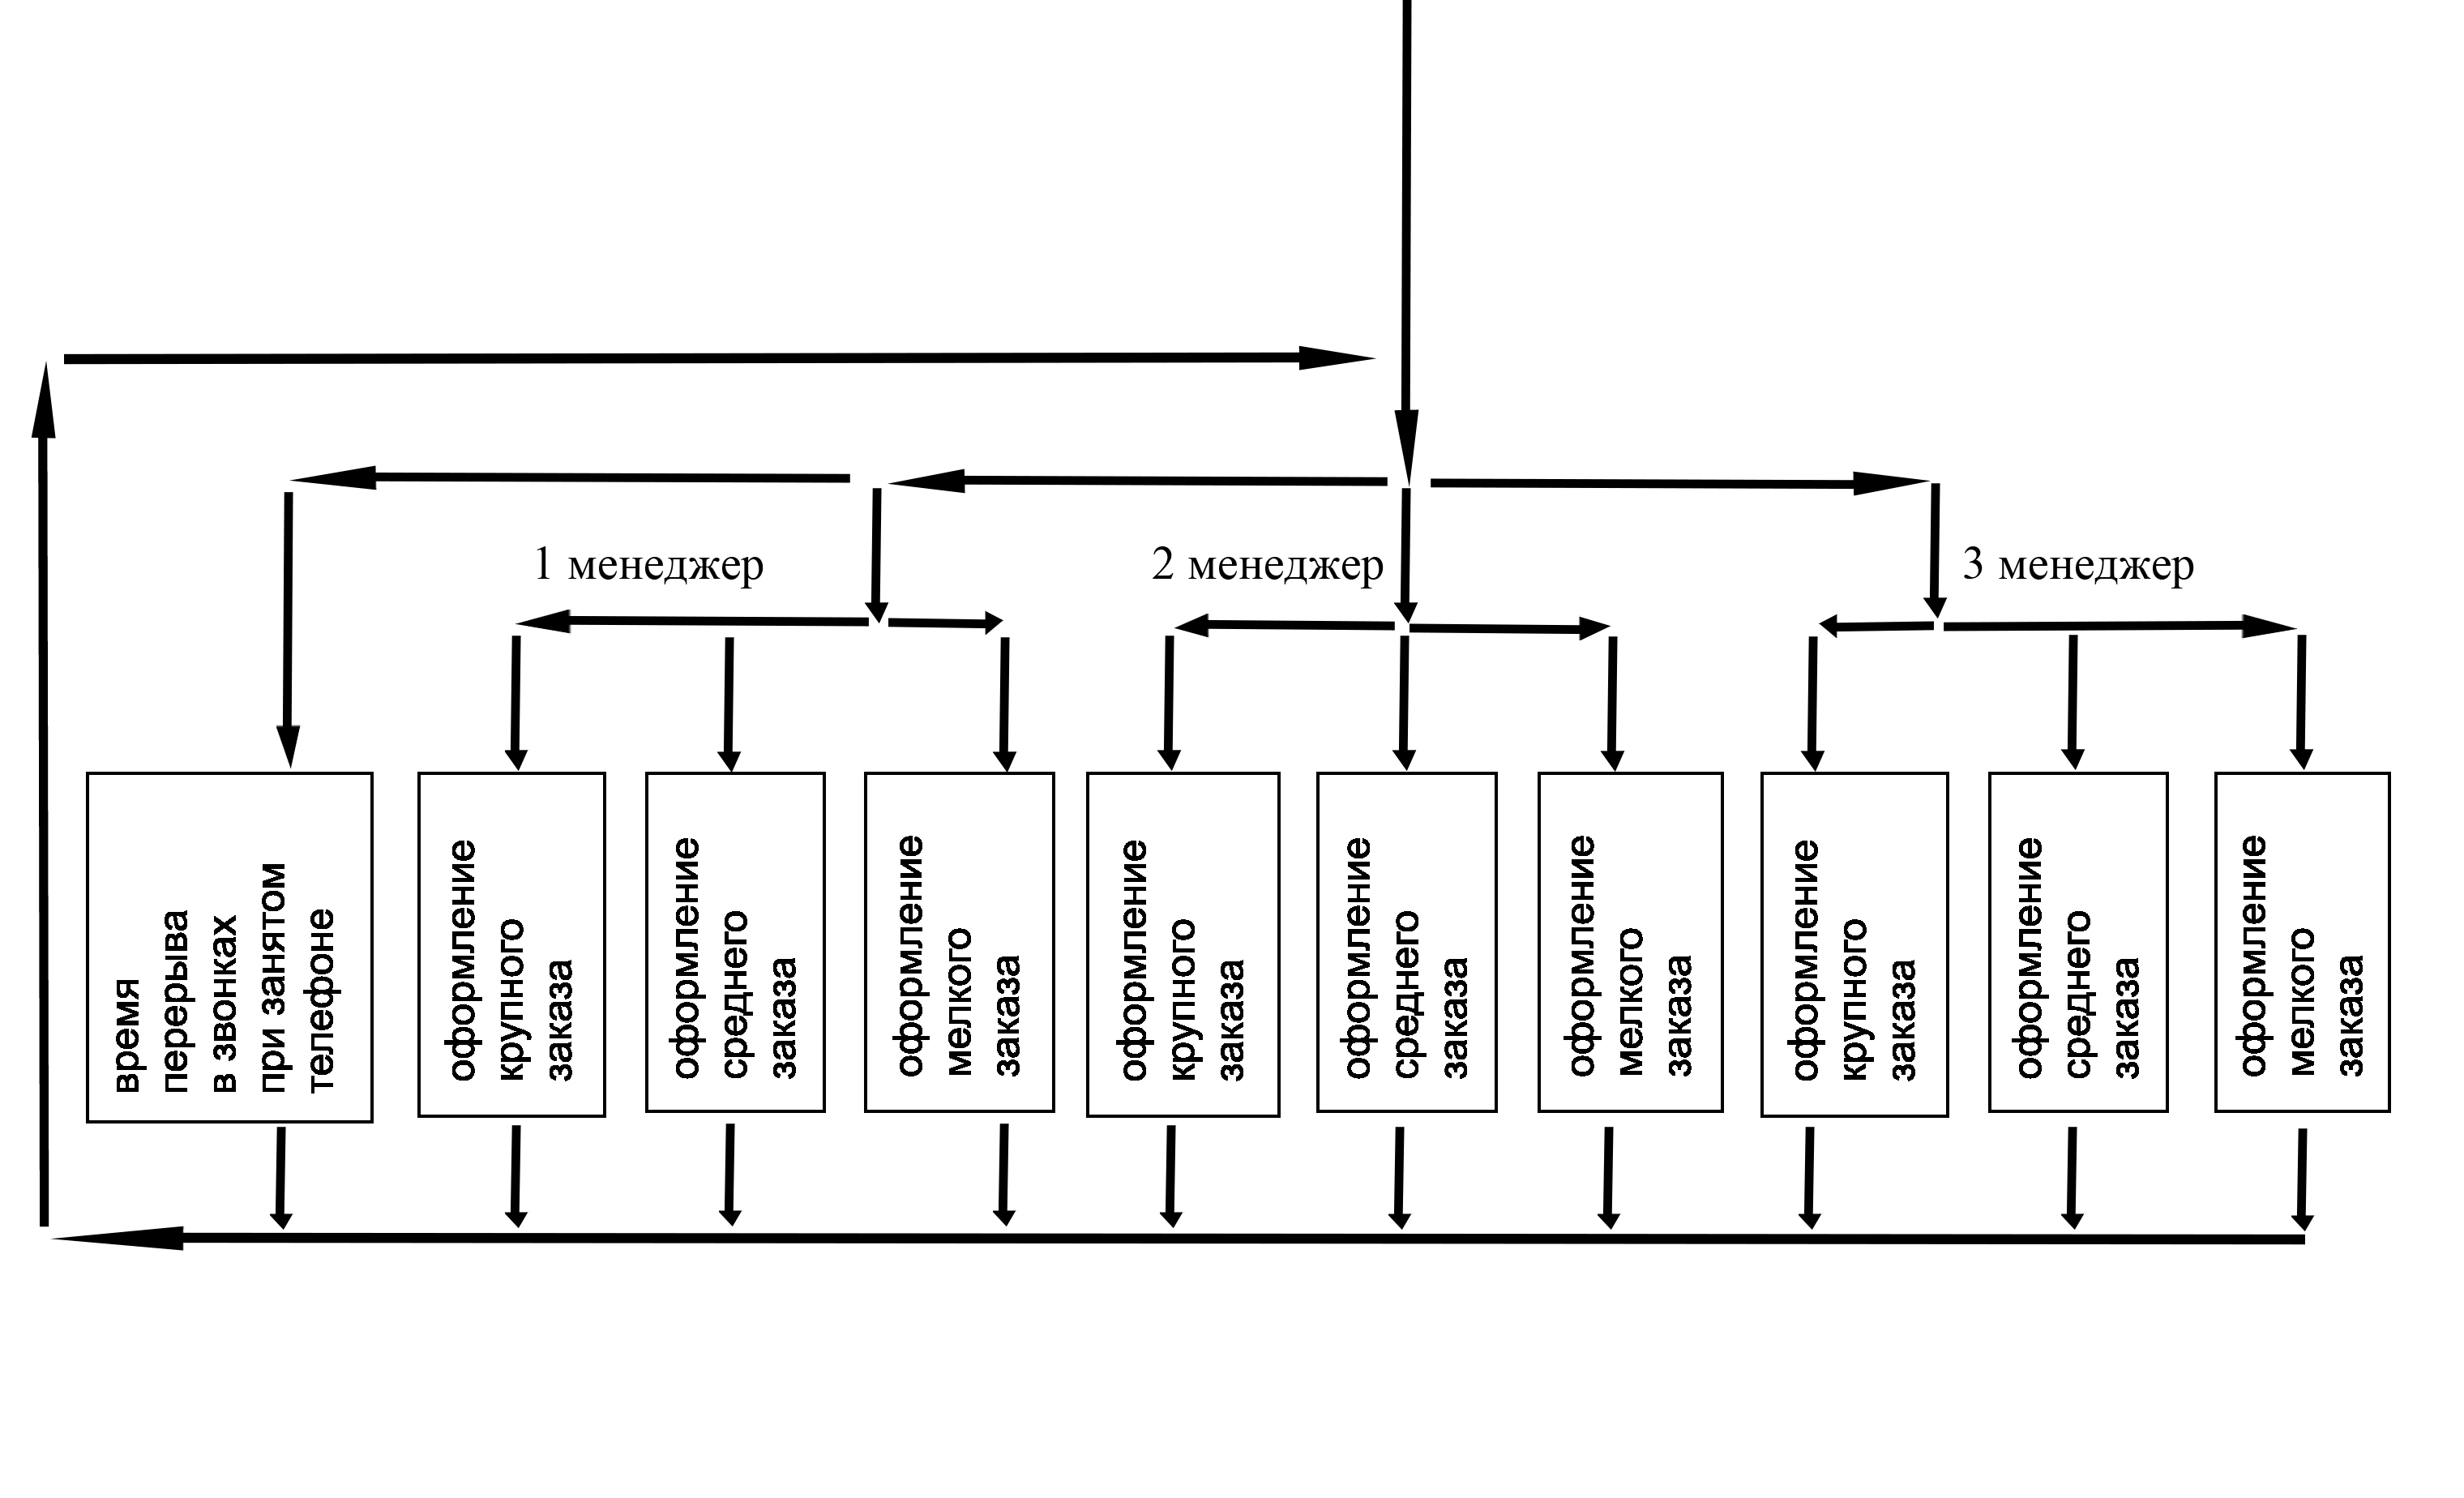 1 менеджер
2 менеджер
3 менеджер
время
перерыва
в звонках
при занятом
телефоне
оформление
крупного
заказа
оформление
среднего
заказа
оформление
мелкого
заказа
оформление
крупного
заказа
оформление
среднего
заказа
оформление
мелкого
заказа
оформление
крупного
заказа
оформление
среднего
заказа
оформление
мелкого
заказа